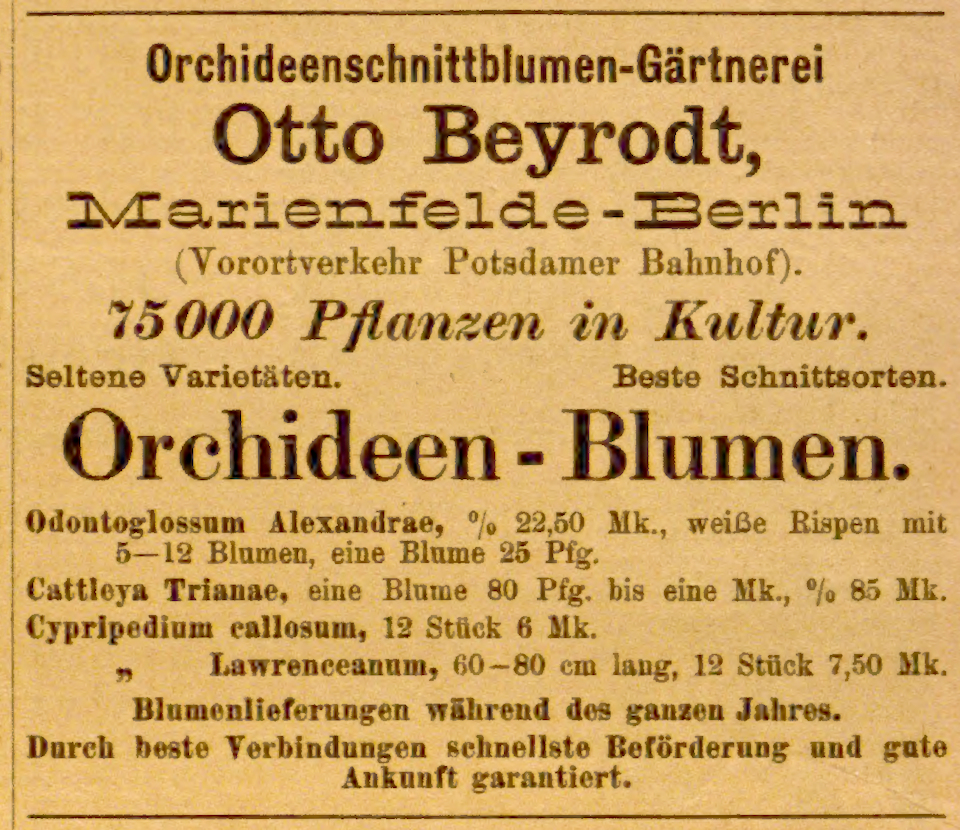 Orchideenschnittblumen-Gärtnerei
Otto Beyrodt,
Marienfelde-Berlin
(Vorortverkehr Potsdamer Bahnhof).
75000 Pflanzen in Kultur.
Seltene Varietäten. Beste Schnittsorten.
Orchideen-Blumen.
Odontoglossum Alexandrae, % 22,50 Mk., weiße Rispen mit
5—12 Blumen, eine Blume 25 Pfg.
Cattleya Trianae, eine Blume 80 Pfg. bis eine Mk., % 85 Mk.
Cypripedium callosum, 12 Stück 6 Mk.
„ Lawrenceanum, 60—80 cm lang, 12 Stück 7,50 Mk.
Blumenlieferungen während des ganzen Jahres.
Durch beste Verbindungen schnellste Beförderung und gute
Ankunft garantiert.